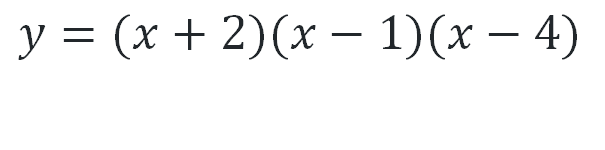 y = (x + 2)(x − 1)(x − 4)